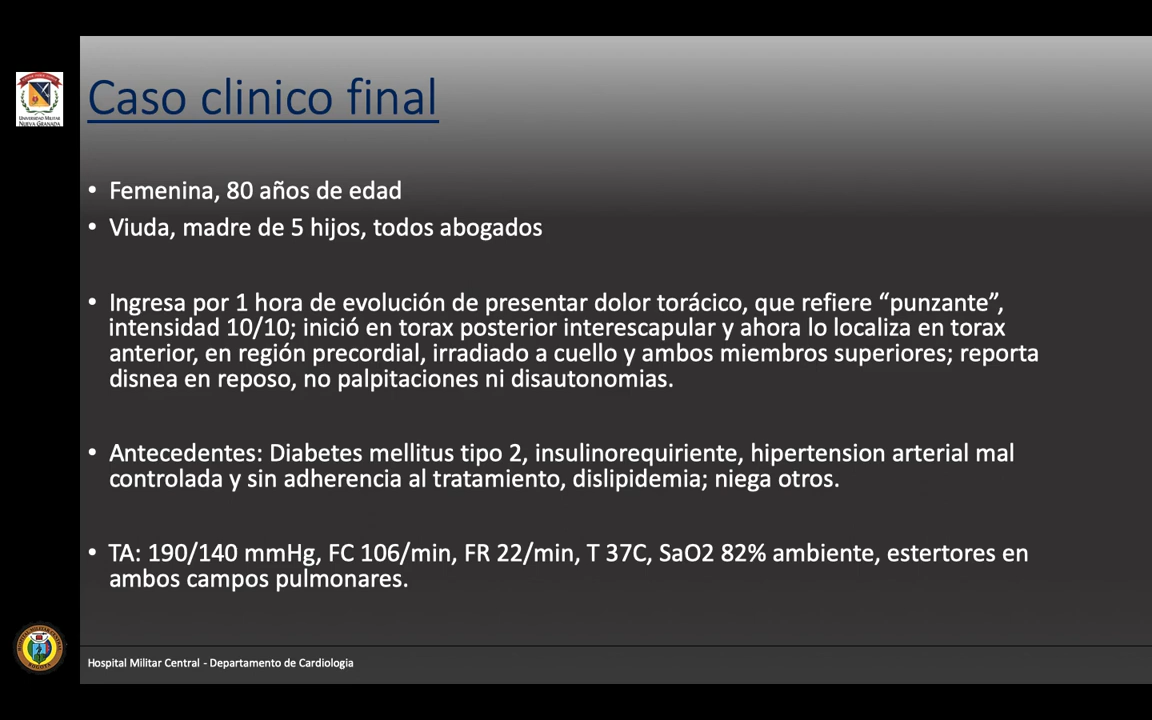 Caso clinico final
UNIVERSIDAD MILITAR
NUEVA GRANADA
• Femenina, 80 años de edad
• Viuda, madre de 5 hijos, todos abogados
• Ingresa por 1 hora de evolución de presentar dolor torácico, que refiere “punzante”,
intensidad 10/10; inició en torax posterior interescapular y ahora lo localiza en torax
anterior, en región precordial, irradiado a cuello y ambos miembros superiores; reporta
disnea en reposo, no palpitaciones ni disautonomias.
• Antecedentes: Diabetes mellitus tipo 2, insulinorequiriente, hipertension arterial mal
controlada y sin adherencia al tratamiento, dislipidemia; niega otros.
• TA: 190/140 mmHg, FC 106/min, FR 22/min, T 37C, SaO2 82% ambiente, estertores en
ambos campos pulmonares.
Hospital Militar Central - Departamento de Cardiologia